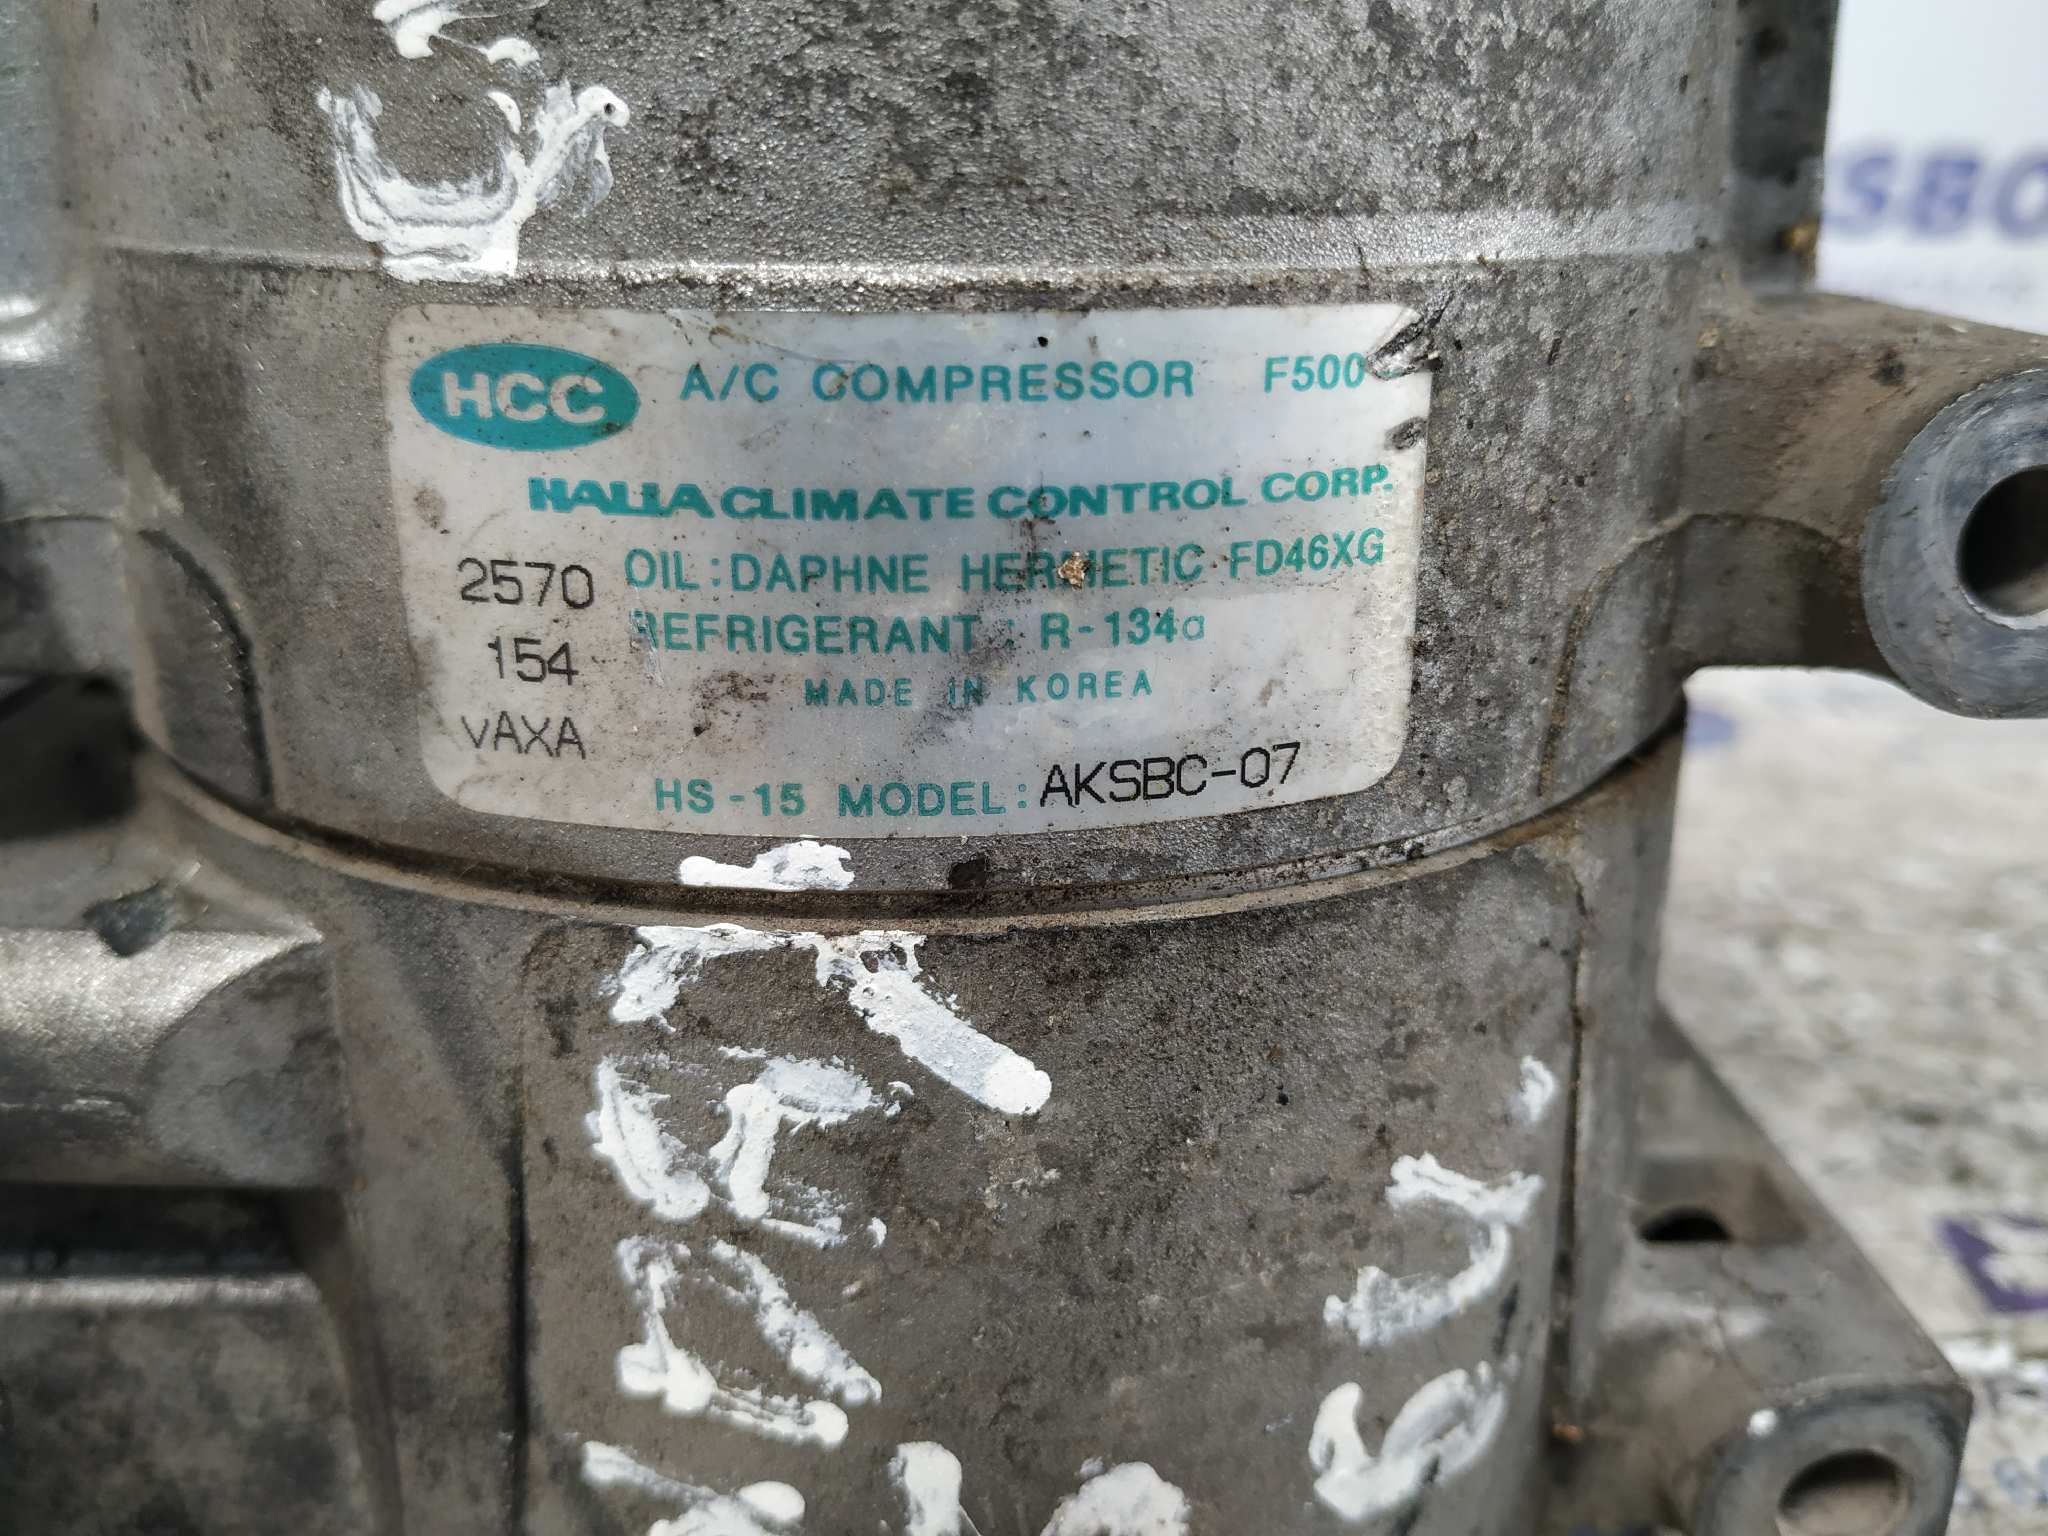 HCC A/C COMPRESSOR F500
HALLA CLIMATE CONTROL CORP.
2570 OIL : DAPHNE HERMETIC FD46XG
154 REFRIGERANT : R-134a
VAXA MADE IN KOREA
HS-15 MODEL: AKSBC-07
SBO